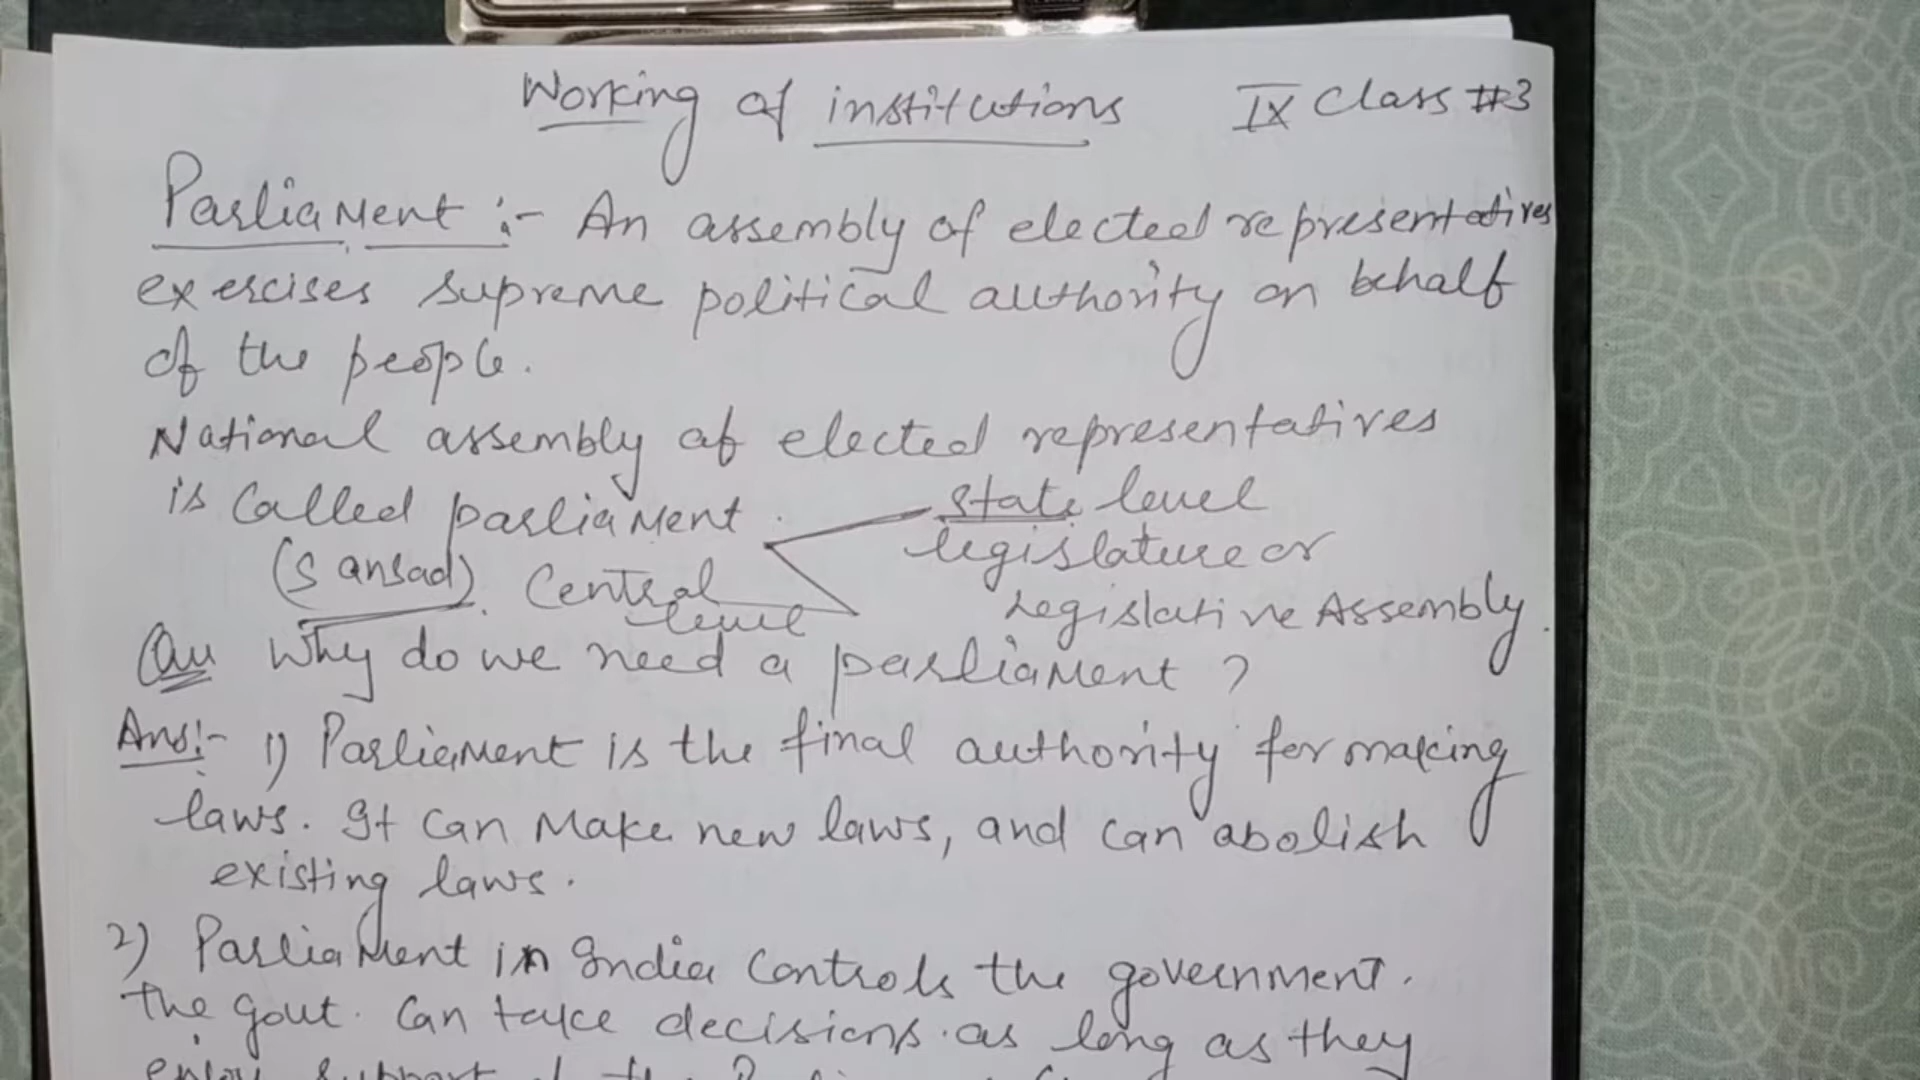 Working of institutions IX Class #3
Parliament :- An assembly of elected representatives
exercises supreme political authority on behalf
of the people.
National assembly of elected representatives
is Called parliament. State level
(Sansad). Central legislature or
level Legislative Assembly.
Qu Why do we need a parliament ?
Ans:- 1) Parliament is the final authority for making
laws. It can Make new laws, and can abolish
existing laws.
2) Parliament in India Controls the government.
The govt. Can take decisions as long as they
enjoy support of the